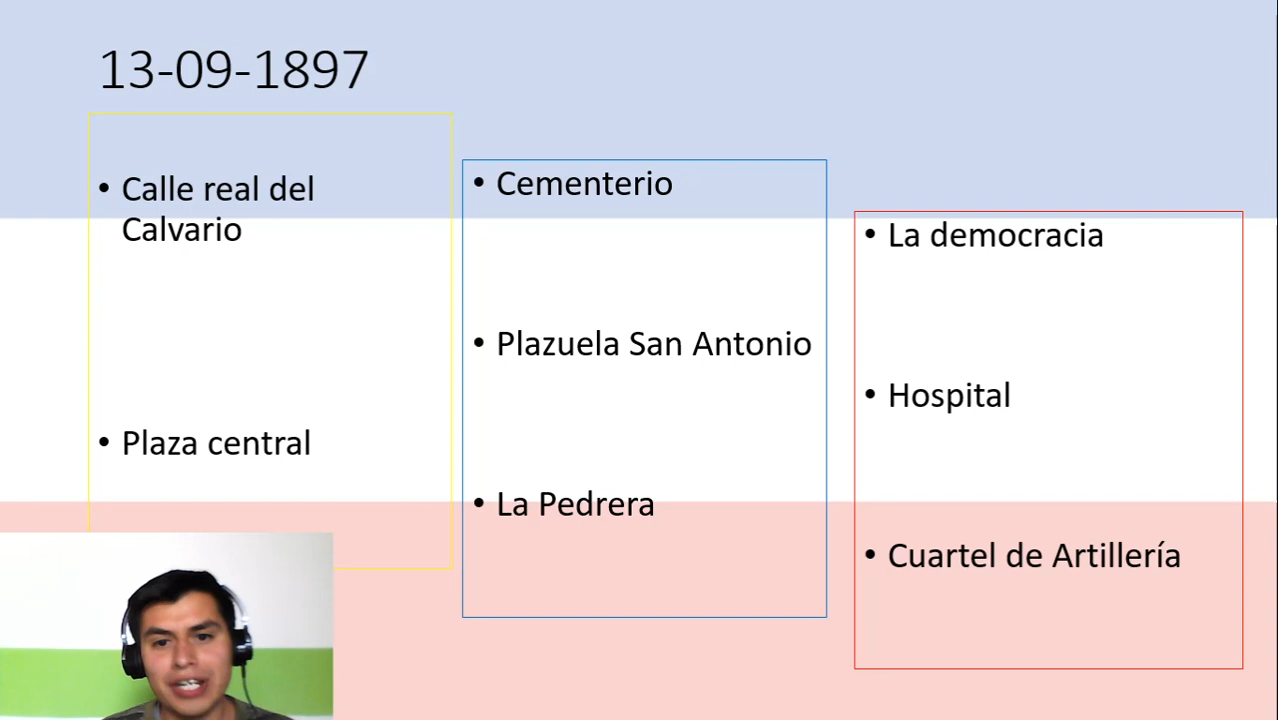 13-09-1897
• Calle real del
Calvario
• Plaza central
• Cementerio
• Plazuela San Antonio
• La Pedrera
• La democracia
• Hospital
• Cuartel de Artillería